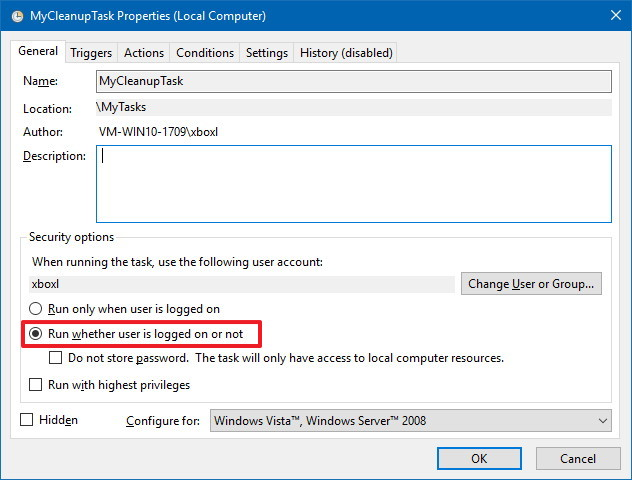 MyCleanupTask Properties (Local Computer)
General Triggers Actions Conditions Settings History (disabled)
Name: MyCleanupTask
Location: \MyTasks
Author: VM-WIN10-1709\xboxl
Description:
Security options
When running the task, use the following user account:
xboxl Change User or Group...
Run only when user is logged on
Run whether user is logged on or not
Do not store password. The task will only have access to local computer resources.
Run with highest privileges
Hidden Configure for: Windows Vista™, Windows Server™ 2008
OK Cancel